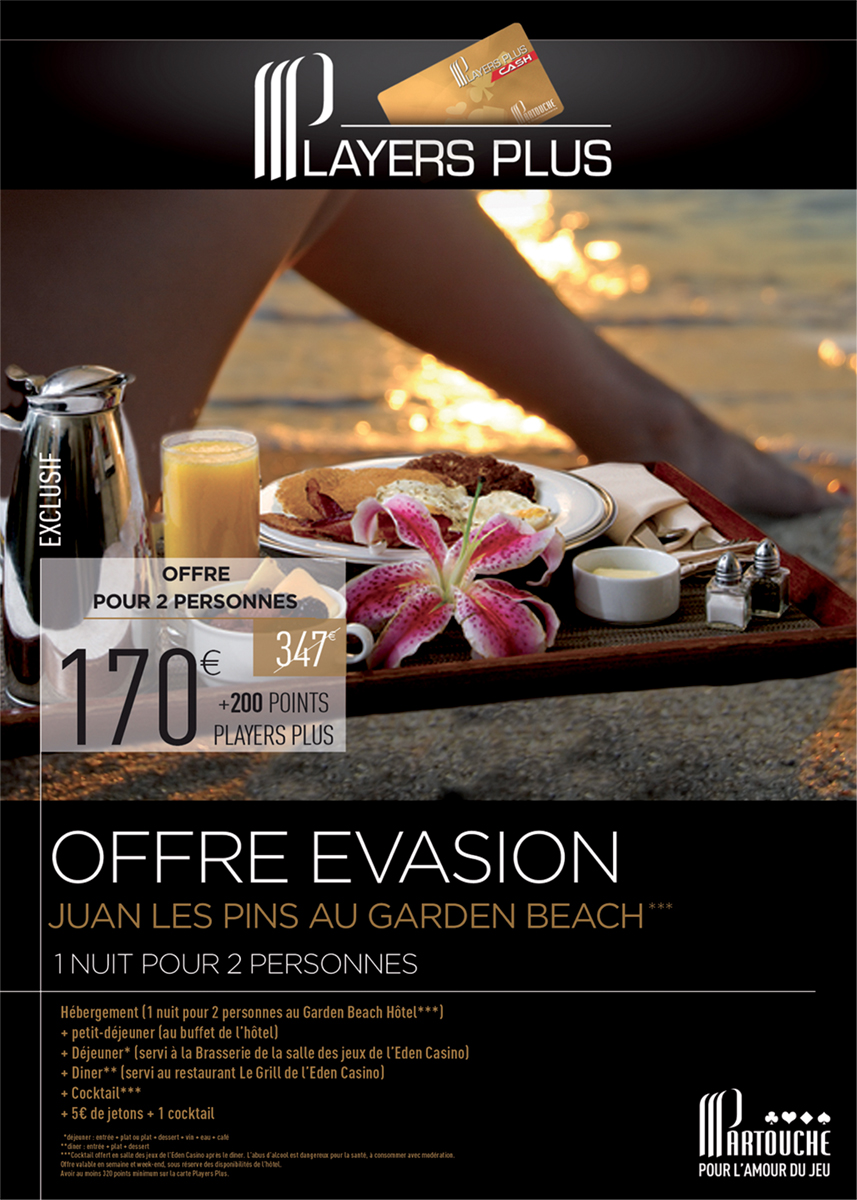 PLAYERS PLUS
CASH
PARTOUCHE
PLAYERS PLUS
EXCLUSIF
OFFRE
POUR 2 PERSONNES
347€
170€
+200 POINTS
PLAYERS PLUS
OFFRE EVASION
JUAN LES PINS AU GARDEN BEACH***
1 NUIT POUR 2 PERSONNES
Hébergement (1 nuit pour 2 personnes au Garden Beach Hôtel***)
+ petit-déjeuner (au buffet de l'hôtel)
+ Déjeuner* (servi à la Brasserie de la salle des jeux de l'Eden Casino)
+ Diner** (servi au restaurant Le Grill de l'Eden Casino)
+ Cocktail***
+ 5€ de jetons + 1 cocktail
*déjeuner : entrée + plat ou plat + dessert + vin + eau + café
**diner : entrée + plat + dessert
***Cocktail offert en salle des jeux de l'Eden Casino après le diner. L'abus d'alcool est dangereux pour la santé, à consommer avec modération.
Offre valable en semaine et week-end, sous réserve des disponibilités de l'hôtel.
Avoir au moins 320 points minimum sur la carte Players Plus.
PARTOUCHE
POUR L'AMOUR DU JEU